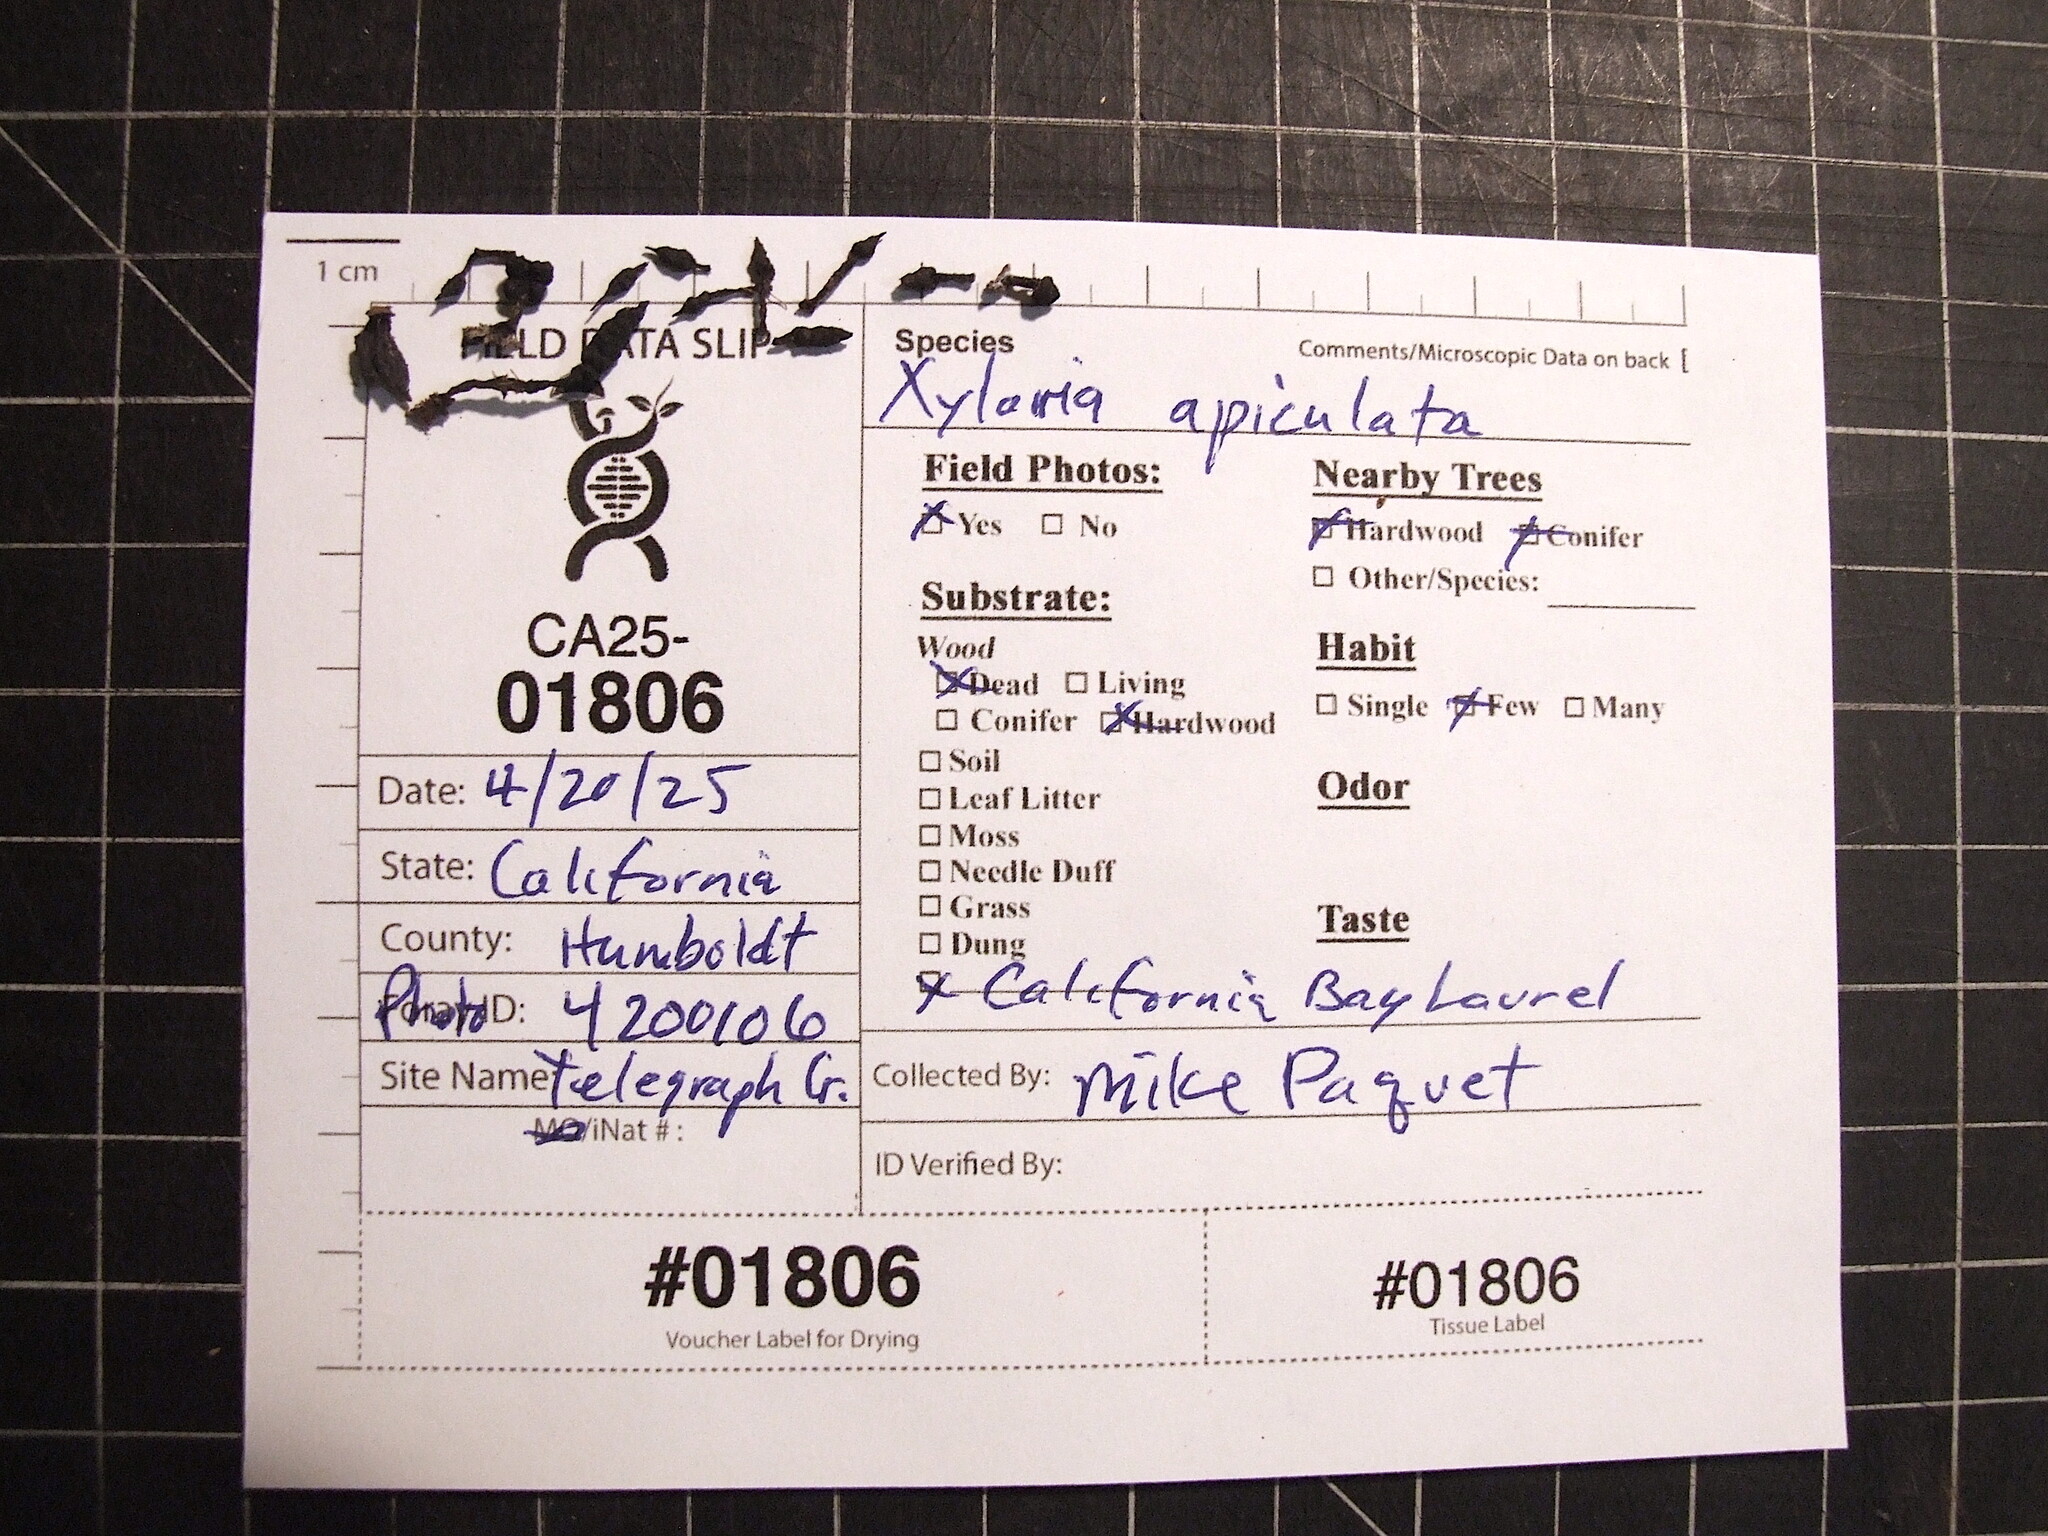 1 cm
FIELD DATA SLIP
CA25-
01806
Date: 4/20/25
State: California
County: Humboldt
Photo ID: 4200106
Site Name: Telegraph Cr.
MO/iNat #:
Species
Comments/Microscopic Data on back [
Xylaria apiculata
Field Photos:
Yes No
Substrate:
Wood
Dead Living
Conifer Hardwood
Soil
Leaf Litter
Moss
Needle Duff
Grass
Dung
X California Bay Laurel
Nearby Trees
Hardwood Conifer
Other/Species:
Habit
Single Few Many
Odor
Taste
Collected By: Mike Paquet
ID Verified By:
#01806
Voucher Label for Drying
#01806
Tissue Label